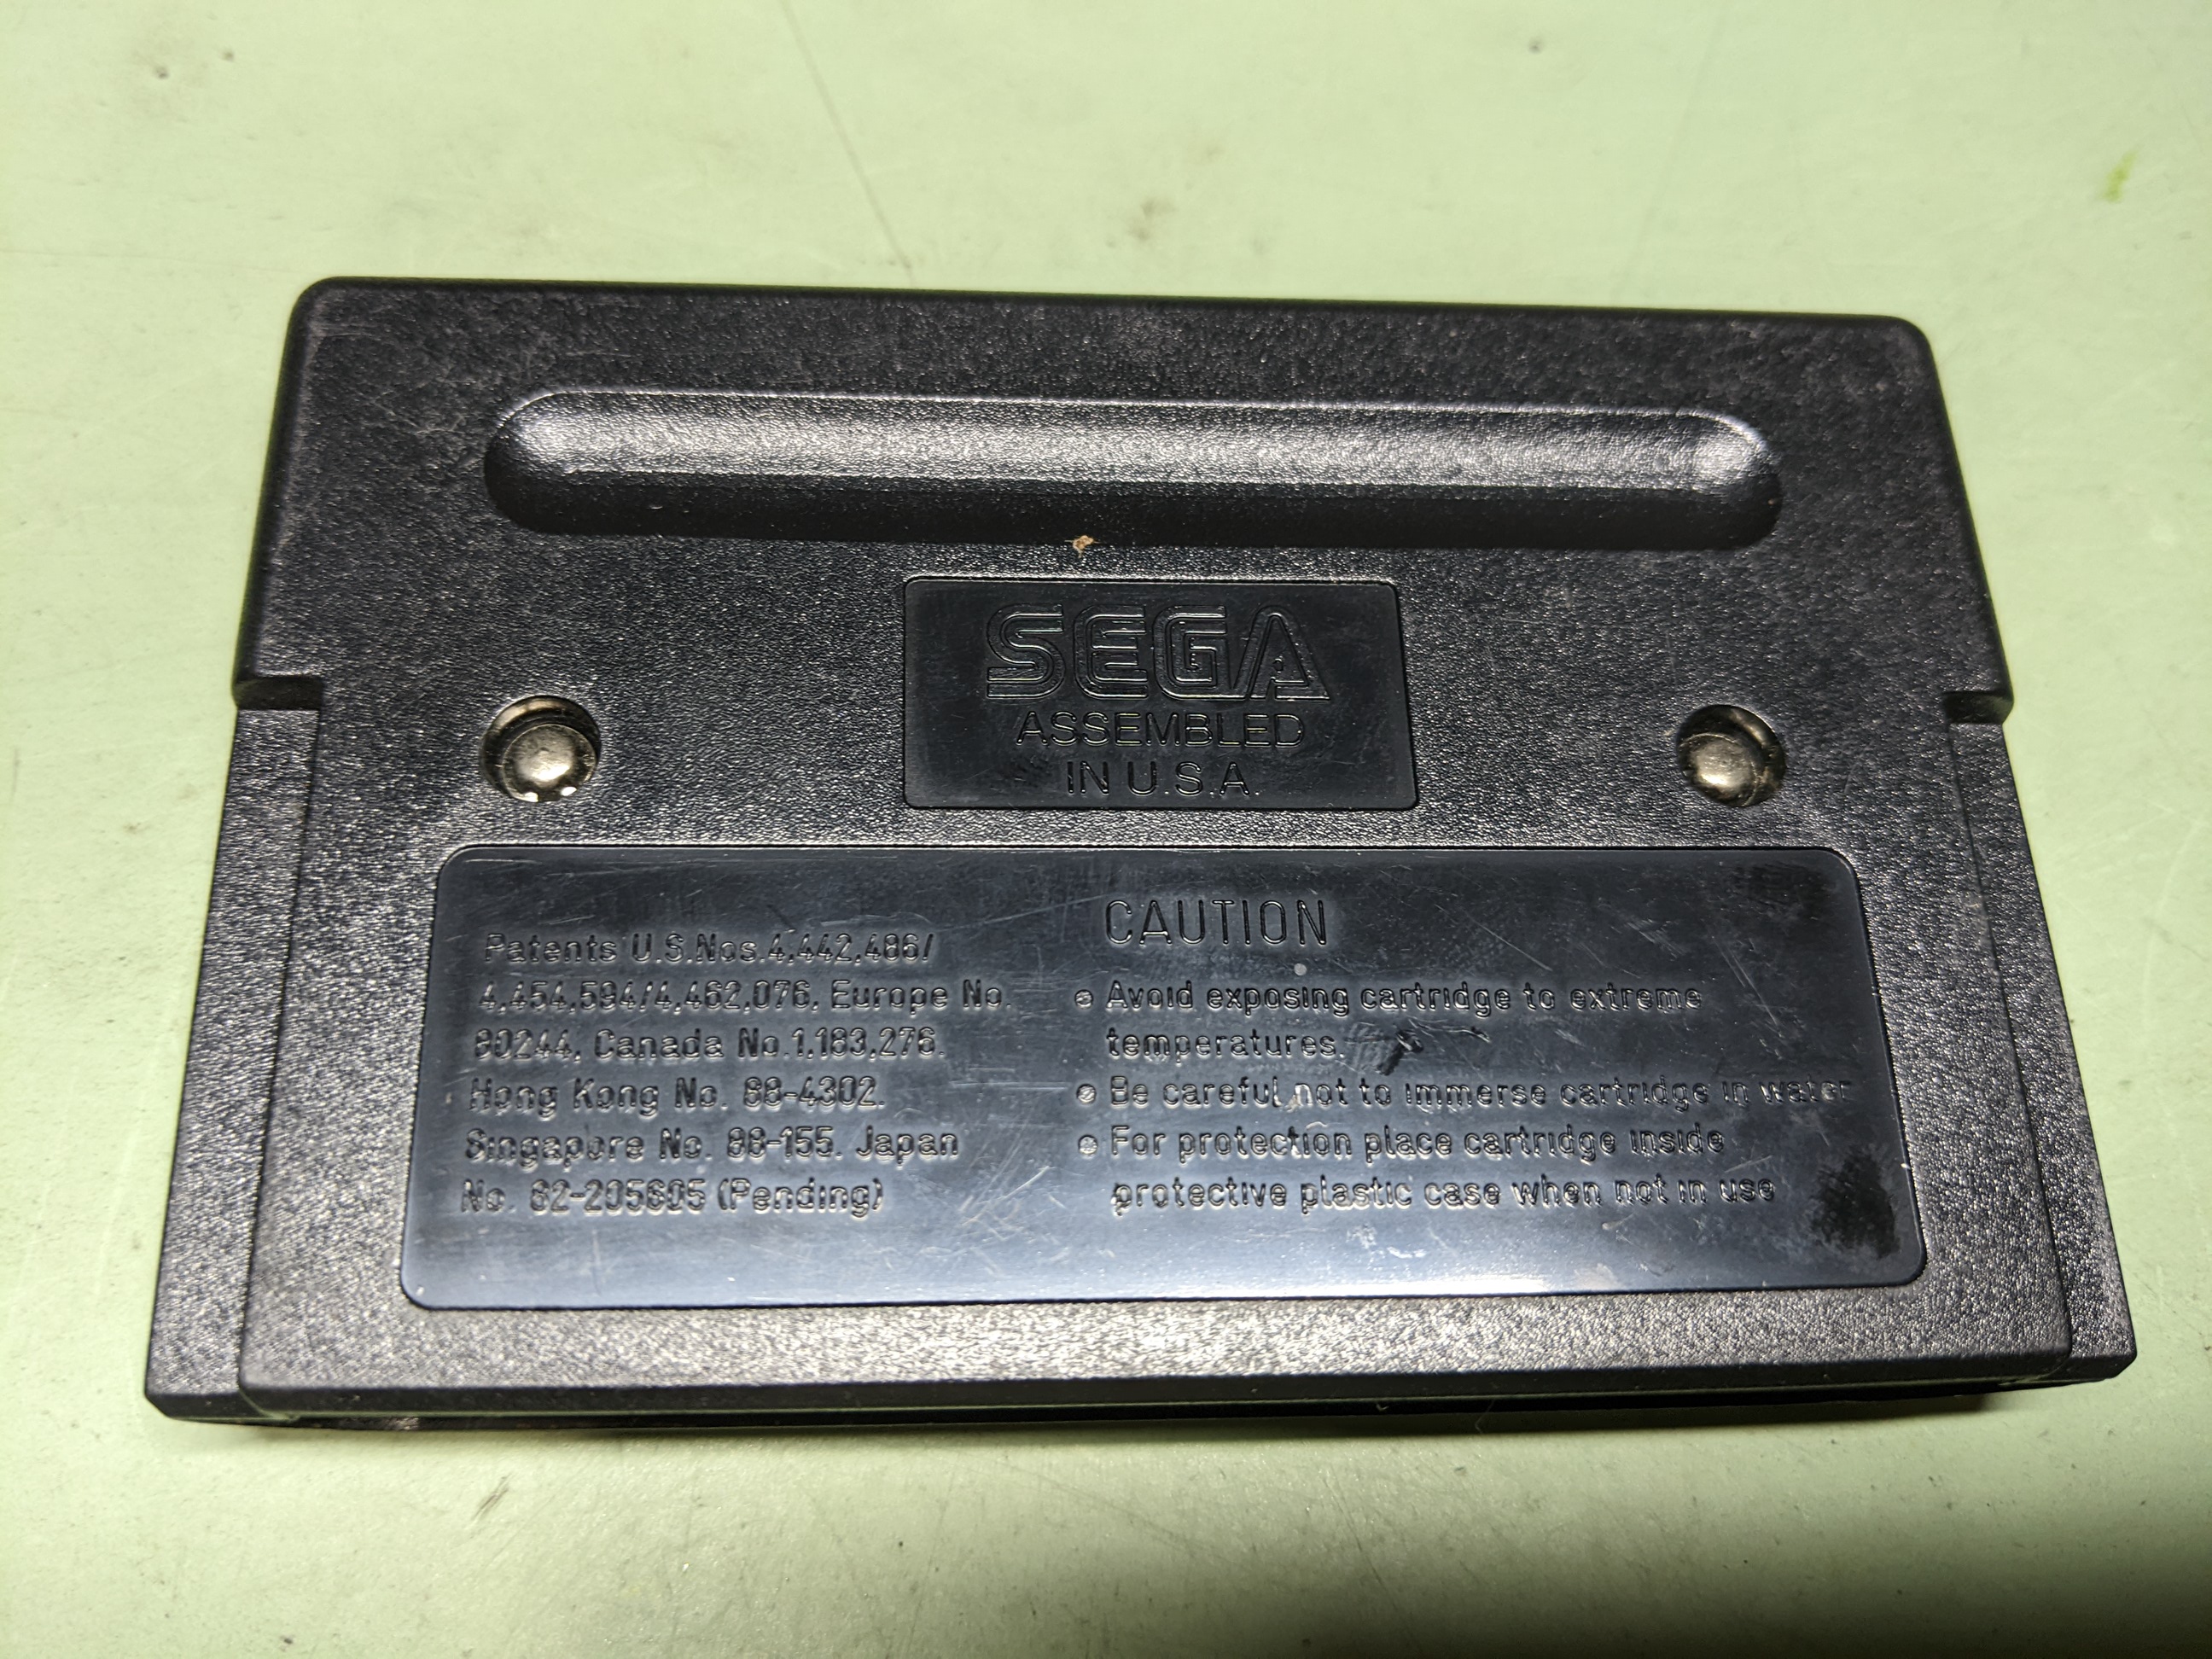 SEGA
ASSEMBLED
IN U.S.A.
Patents U.S.Nos.4,442,486/
4,454,594/4,462,076, Europe No.
80244, Canada No.1,183,276.
Hong Kong No. 88-4302.
Singapore No. 88-155. Japan
No. 82-205605 (Pending)
CAUTION
• Avoid exposing cartridge to extreme
temperatures.
• Be careful not to immerse cartridge in water
• For protection place cartridge inside
protective plastic case when not in use